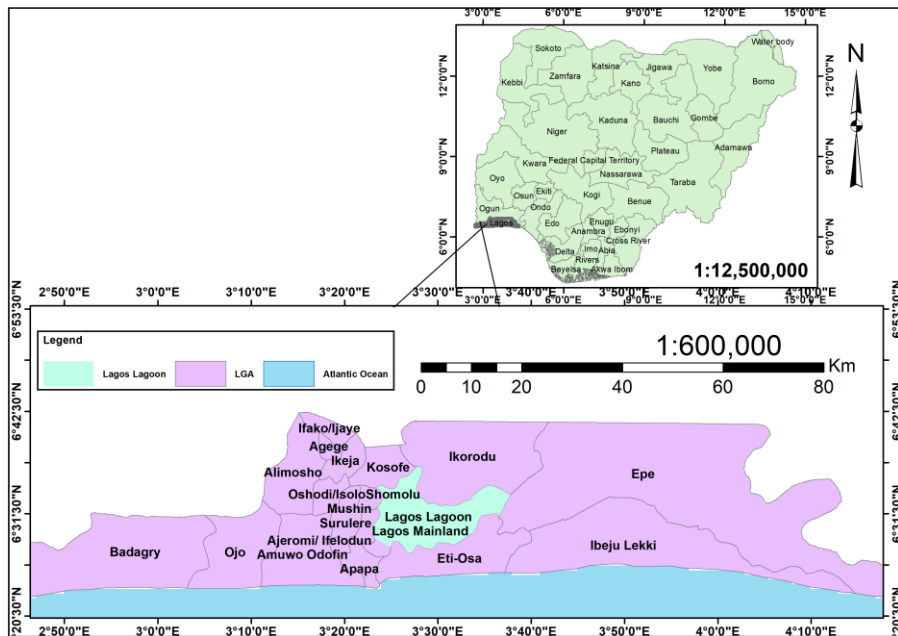 3°0'0"E 6°0'0"E 9°0'0"E 12°0'0"E 15°0'0"E
N
12°0'0"N
9°0'0"N
6°0'0"N
12°0'0"N
9°0'0"N
6°0'0"N
Water body
Sokoto
Katsina
Jigawa
Yobe
Kebbi
Zamfara
Kano
Borno
Kaduna
Bauchi
Gombe
Niger
Adamawa
Plateau
Kwara
Federal Capital Territory
Nassarawa
Oyo
Taraba
Ekiti
Osun
Kogi
Benue
Ogun
Ondo
Lagos
Edo
Enugu
Anambra
Ebonyi
Cross River
Delta
Imo
Abia
Rivers
Bayelsa
Akwa Ibom
1:12,500,000
3°0'0"E 6°0'0"E 9°0'0"E 12°0'0"E 15°0'0"E
2°50'0"E 3°0'0"E 3°10'0"E 3°20'0"E 3°30'0"E 4°10'0"E
6°53'30"N
6°42'30"N
6°31'30"N
6°20'30"N
6°53'30"N
6°42'30"N
6°31'30"N
Legend
Lagos Lagoon
LGA
Atlantic Ocean
1:600,000
Km
0 5 10 20 40 60 80
Ifako/Ijaye
Agege
Ikeja
Kosofe
Ikorodu
Alimosho
Epe
Oshodi/Isolo
Shomolu
Mushin
Lagos Lagoon
Surulere
Lagos Mainland
Badagry
Ojo
Ajeromi/ Ifelodun
Amuwo Odofin
Apapa
Eti-Osa
Ibeju Lekki
2°50'0"E 3°0'0"E 3°10'0"E 3°20'0"E 3°30'0"E 3°40'0"E 3°50'0"E 4°0'0"E 4°10'0"E